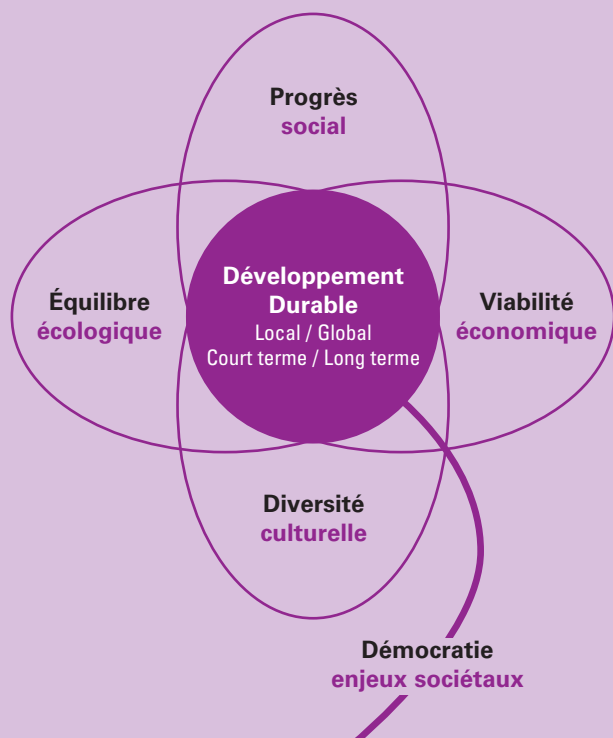 Progrès
social
Équilibre
écologique
Développement
Durable
Local / Global
Court terme / Long terme
Viabilité
économique
Diversité
culturelle
Démocratie
enjeux sociétaux